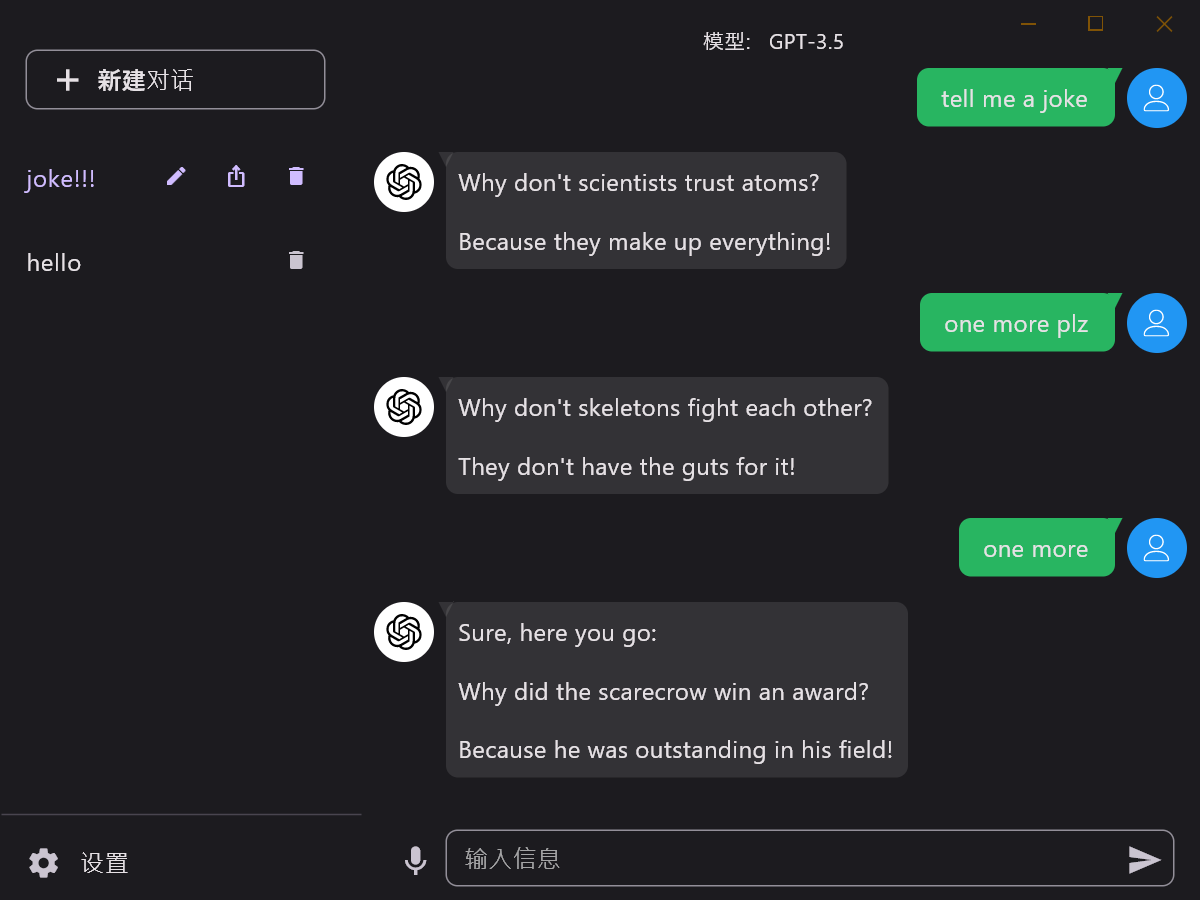 模型: GPT-3.5
新建对话
joke!!!
hello
设置
tell me a joke
Why don't scientists trust atoms?
Because they make up everything!
one more plz
Why don't skeletons fight each other?
They don't have the guts for it!
one more
Sure, here you go:
Why did the scarecrow win an award?
Because he was outstanding in his field!
输入信息